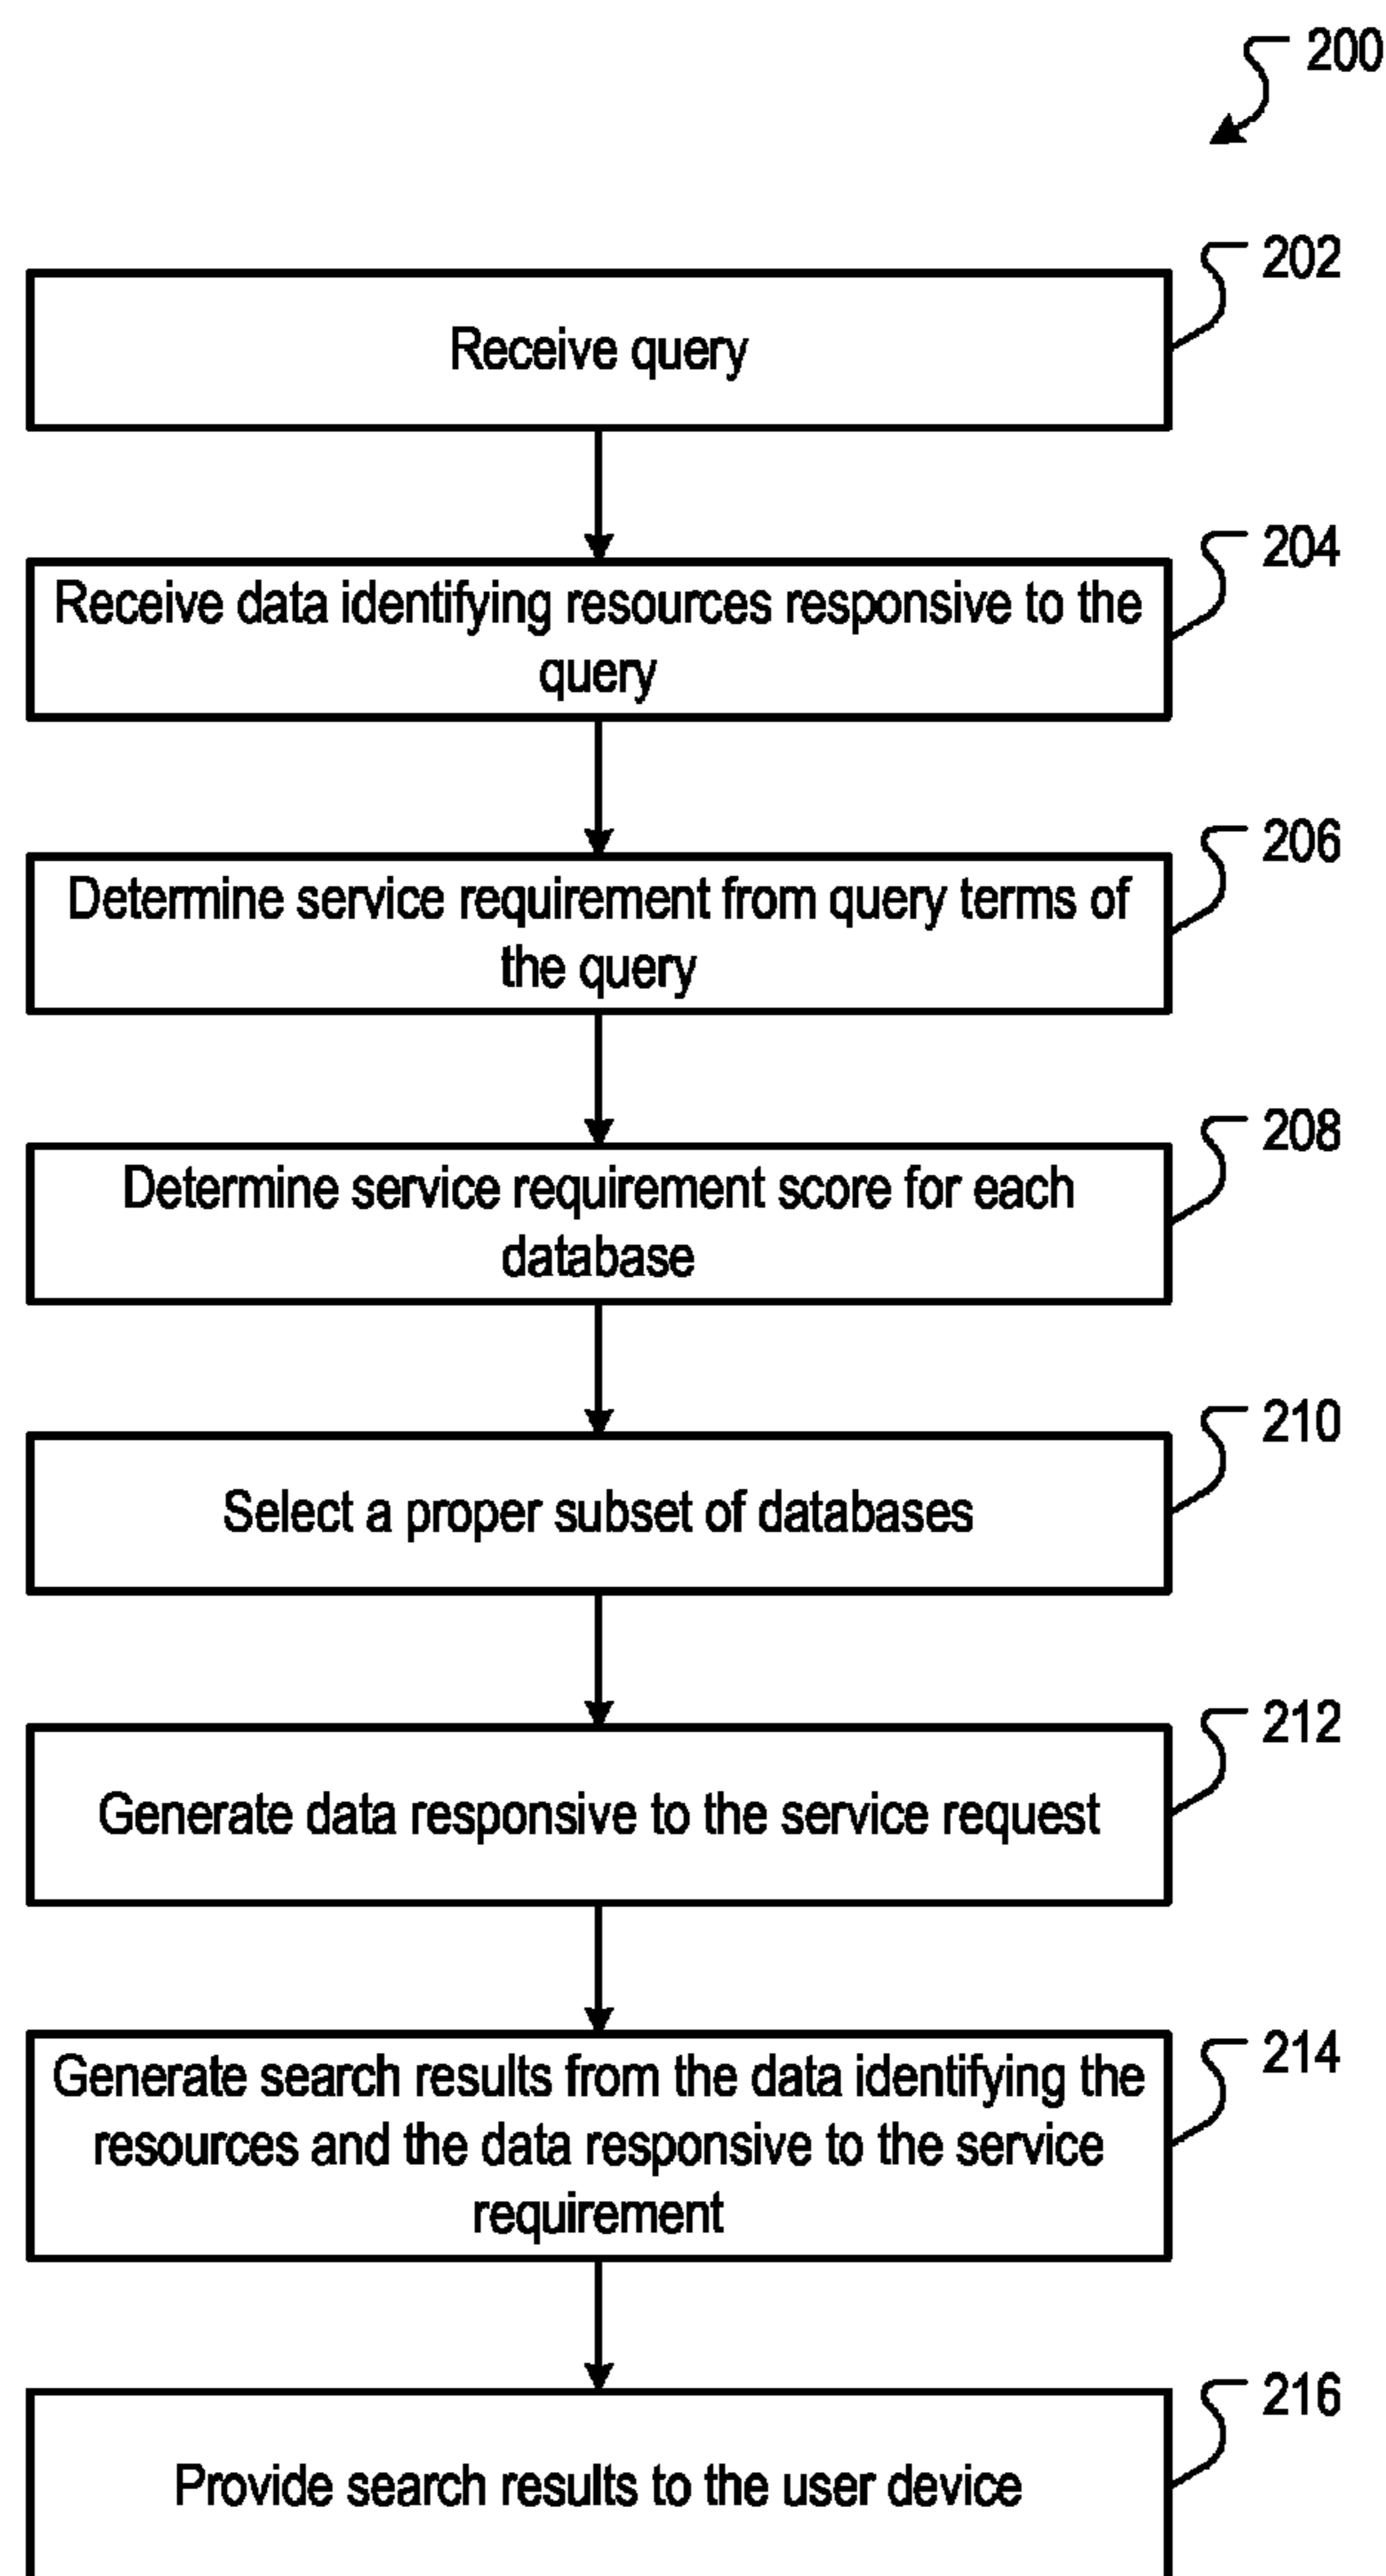 200
202
Receive query
204
Receive data identifying resources responsive to the
query
206
Determine service requirement from query terms of
the query
208
Determine service requirement score for each
database
210
Select a proper subset of databases
212
Generate data responsive to the service request
214
Generate search results from the data identifying the
resources and the data responsive to the service
requirement
216
Provide search results to the user device